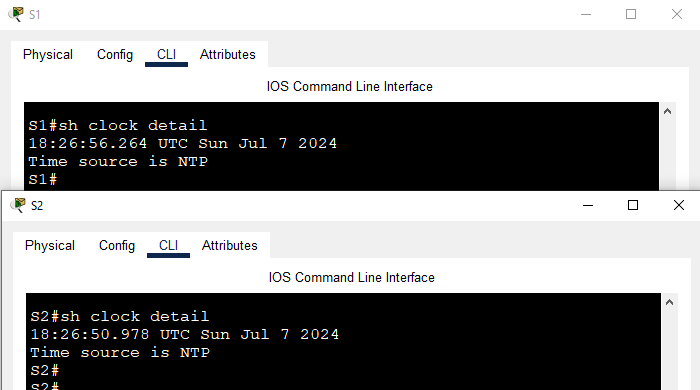 S1
Physical Config CLI Attributes
IOS Command Line Interface
S1#sh clock detail
18:26:56.264 UTC Sun Jul 7 2024
Time source is NTP
S1#
S2
Physical Config CLI Attributes
IOS Command Line Interface
S2#sh clock detail
18:26:50.978 UTC Sun Jul 7 2024
Time source is NTP
S2#
S2#